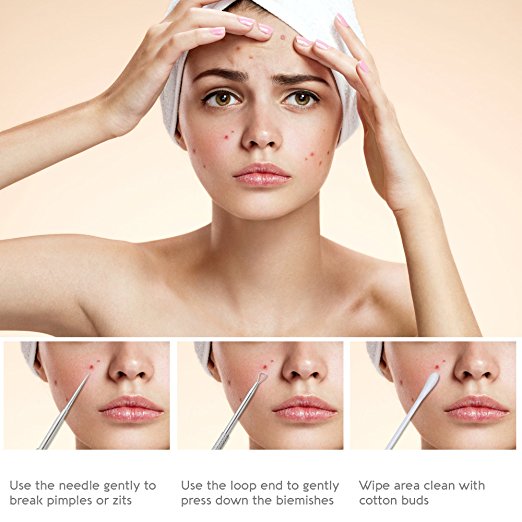 Use the needle gently to
break pimples or zits
Use the loop end to gently
press down the biemishes
Wipe area clean with
cotton buds